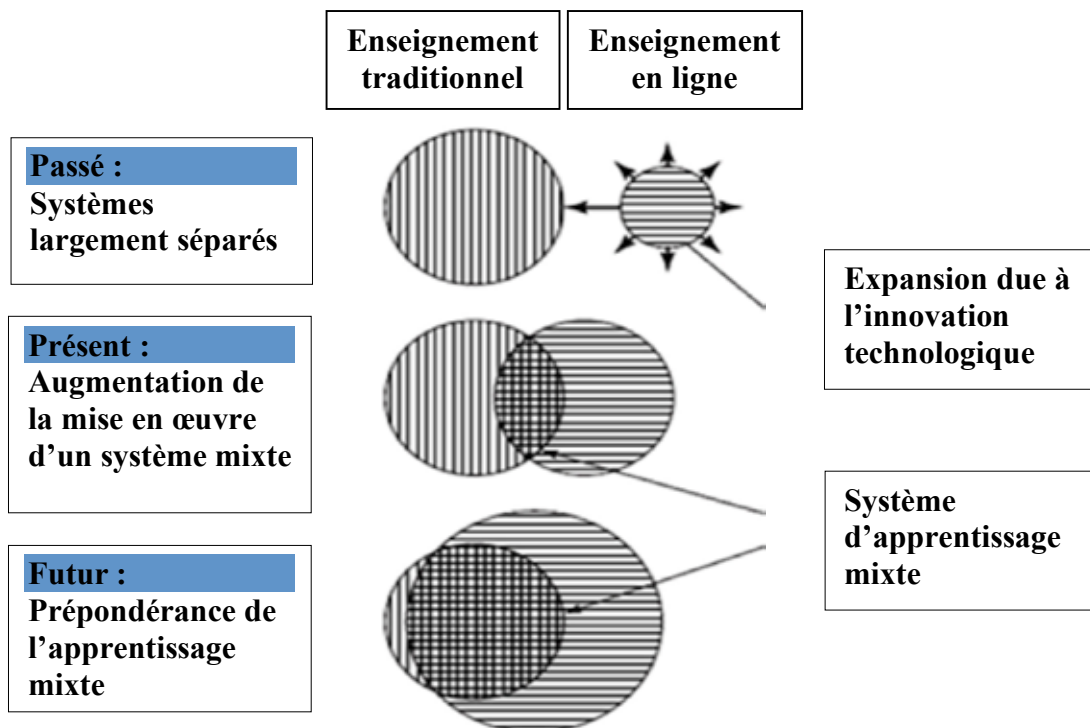 Enseignement
traditionnel
Enseignement
en ligne
Passé :
Systèmes
largement séparés
Expansion due à
l’innovation
technologique
Présent :
Augmentation de
la mise en œuvre
d’un système mixte
Système
d’apprentissage
mixte
Futur :
Prépondérance de
l’apprentissage
mixte